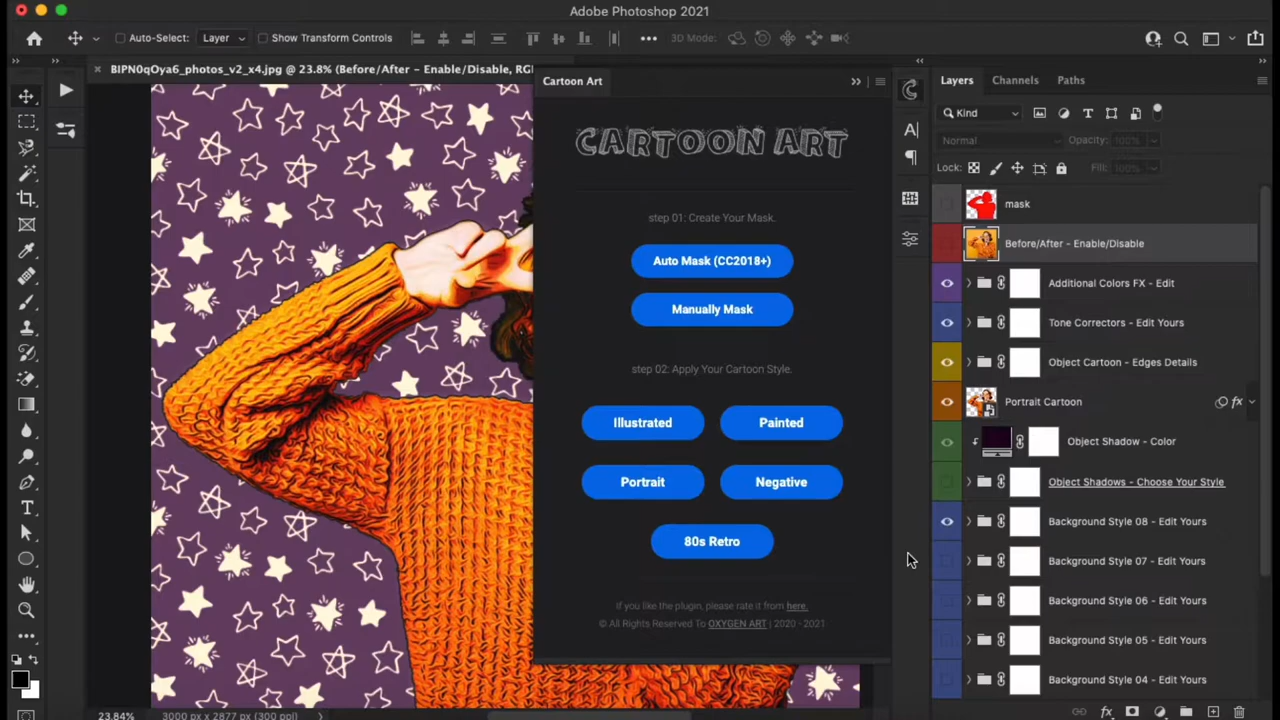 Adobe Photoshop 2021
Auto-Select: Layer Show Transform Controls 3D Mode:
BIPN0qOya6_photos_v2_x4.jpg @ 23.8% (Before/After - Enable/Disable, RG
Cartoon Art
CARTOON ART
step 01: Create Your Mask.
Auto Mask (CC2018+)
Manually Mask
step 02: Apply Your Cartoon Style.
Illustrated Painted
Portrait Negative
80s Retro
If you like the plugin, please rate it from here.
© All Rights Reserved To OXYGEN ART | 2020 - 2021
Layers Channels Paths
Kind
Normal Opacity: 100%
Lock: Fill: 100%
mask
Before/After - Enable/Disable
Additional Colors FX - Edit
Tone Correctors - Edit Yours
Object Cartoon - Edges Details
Portrait Cartoon fx
Object Shadow - Color
Object Shadows - Choose Your Style
Background Style 08 - Edit Yours
Background Style 07 - Edit Yours
Background Style 06 - Edit Yours
Background Style 05 - Edit Yours
Background Style 04 - Edit Yours
23.84% 3000 px x 2877 px (300 ppi)